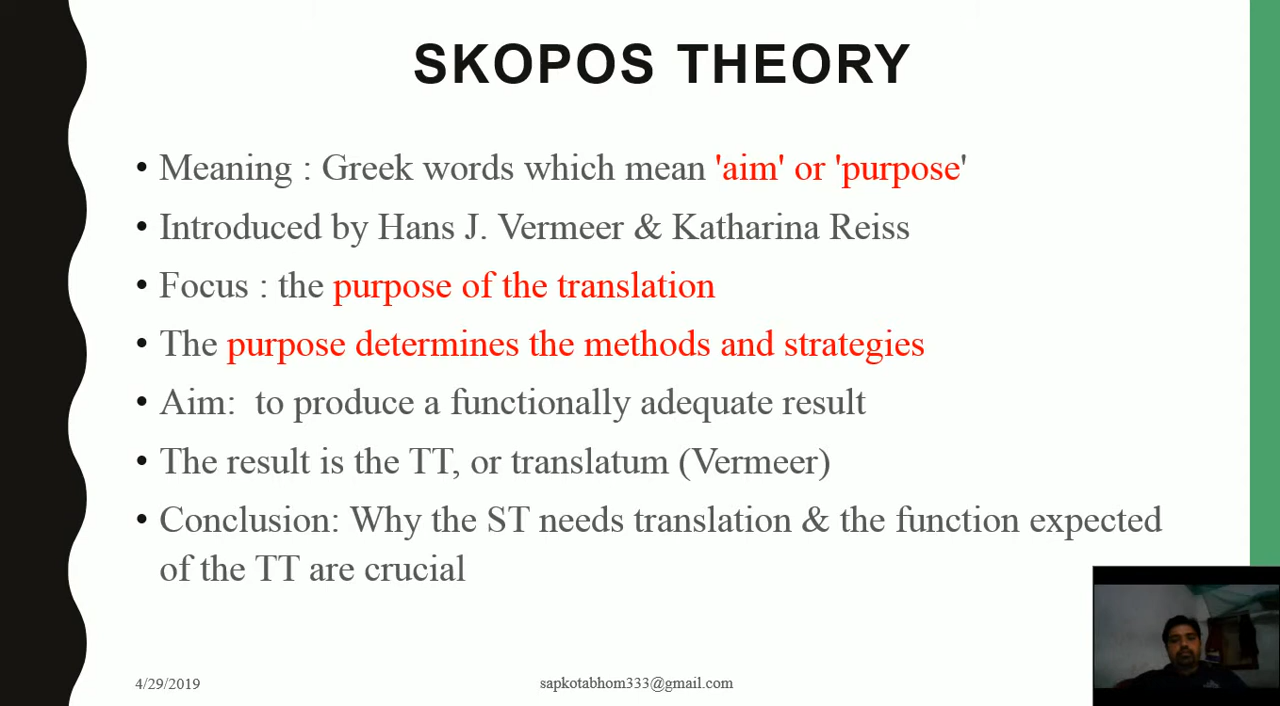 SKOPOS THEORY
• Meaning : Greek words which mean 'aim' or 'purpose'
• Introduced by Hans J. Vermeer & Katharina Reiss
• Focus : the purpose of the translation
• The purpose determines the methods and strategies
• Aim: to produce a functionally adequate result
• The result is the TT, or translatum (Vermeer)
• Conclusion: Why the ST needs translation & the function expected
of the TT are crucial
4/29/2019
sapkotabhom333@gmail.com